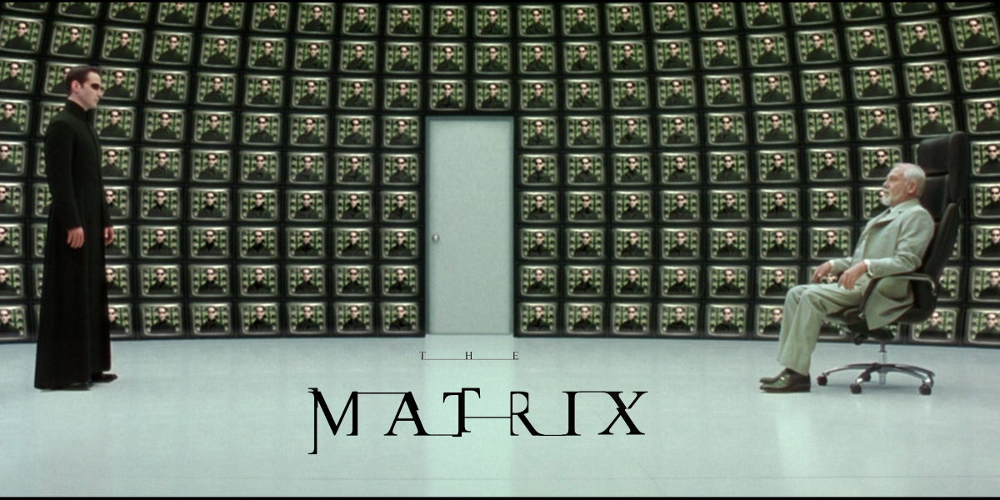 THE
MATRIX